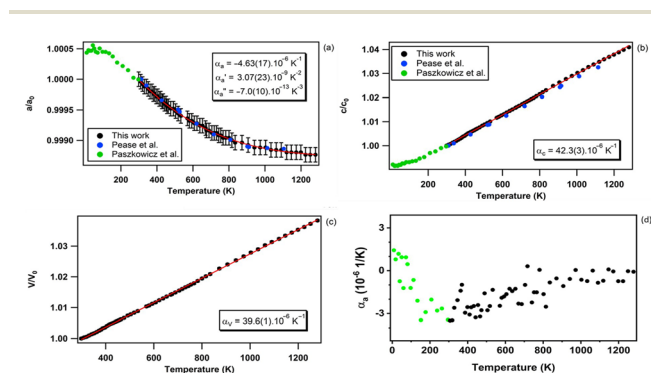 (a)
1.0005
1.0000
0.9995
0.9990
a/a₀
αₐ = –4.63(17).10⁻⁶ K⁻¹
αₐ' = 3.07(23).10⁻⁹ K⁻²
αₐ" = –7.0(10).10⁻¹³ K⁻³
This work
Pease et al.
Paszkowicz et al.
200 400 600 800 1000 1200
Temperature (K)
(b)
1.04
1.03
1.02
1.01
1.00
c/c₀
This work
Pease et al.
Paszkowicz et al.
α꜀ = 42.3(3).10⁻⁶ K⁻¹
200 400 600 800 1000 1200
Temperature (K)
(c)
1.03
1.02
1.01
1.00
V/V₀
αᵥ = 39.6(1).10⁻⁶ K⁻¹
400 600 800 1000 1200
Temperature (K)
(d)
3
0
-3
αₐ (10⁻⁶ 1/K)
0 200 400 600 800 1000 1200
Temperature (K)